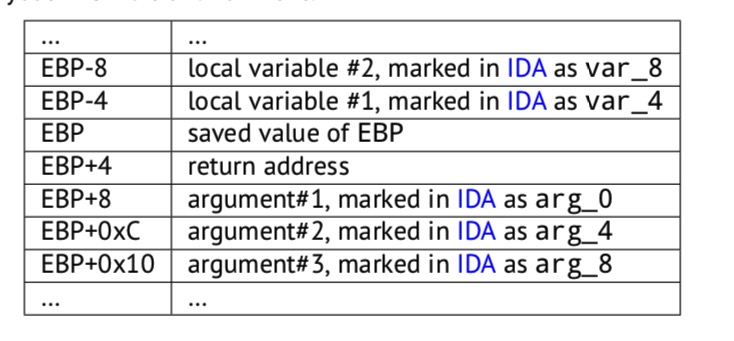 ... ...
EBP-8 local variable #2, marked in IDA as var_8
EBP-4 local variable #1, marked in IDA as var_4
EBP saved value of EBP
EBP+4 return address
EBP+8 argument#1, marked in IDA as arg_0
EBP+0xC argument#2, marked in IDA as arg_4
EBP+0x10 argument#3, marked in IDA as arg_8
... ...